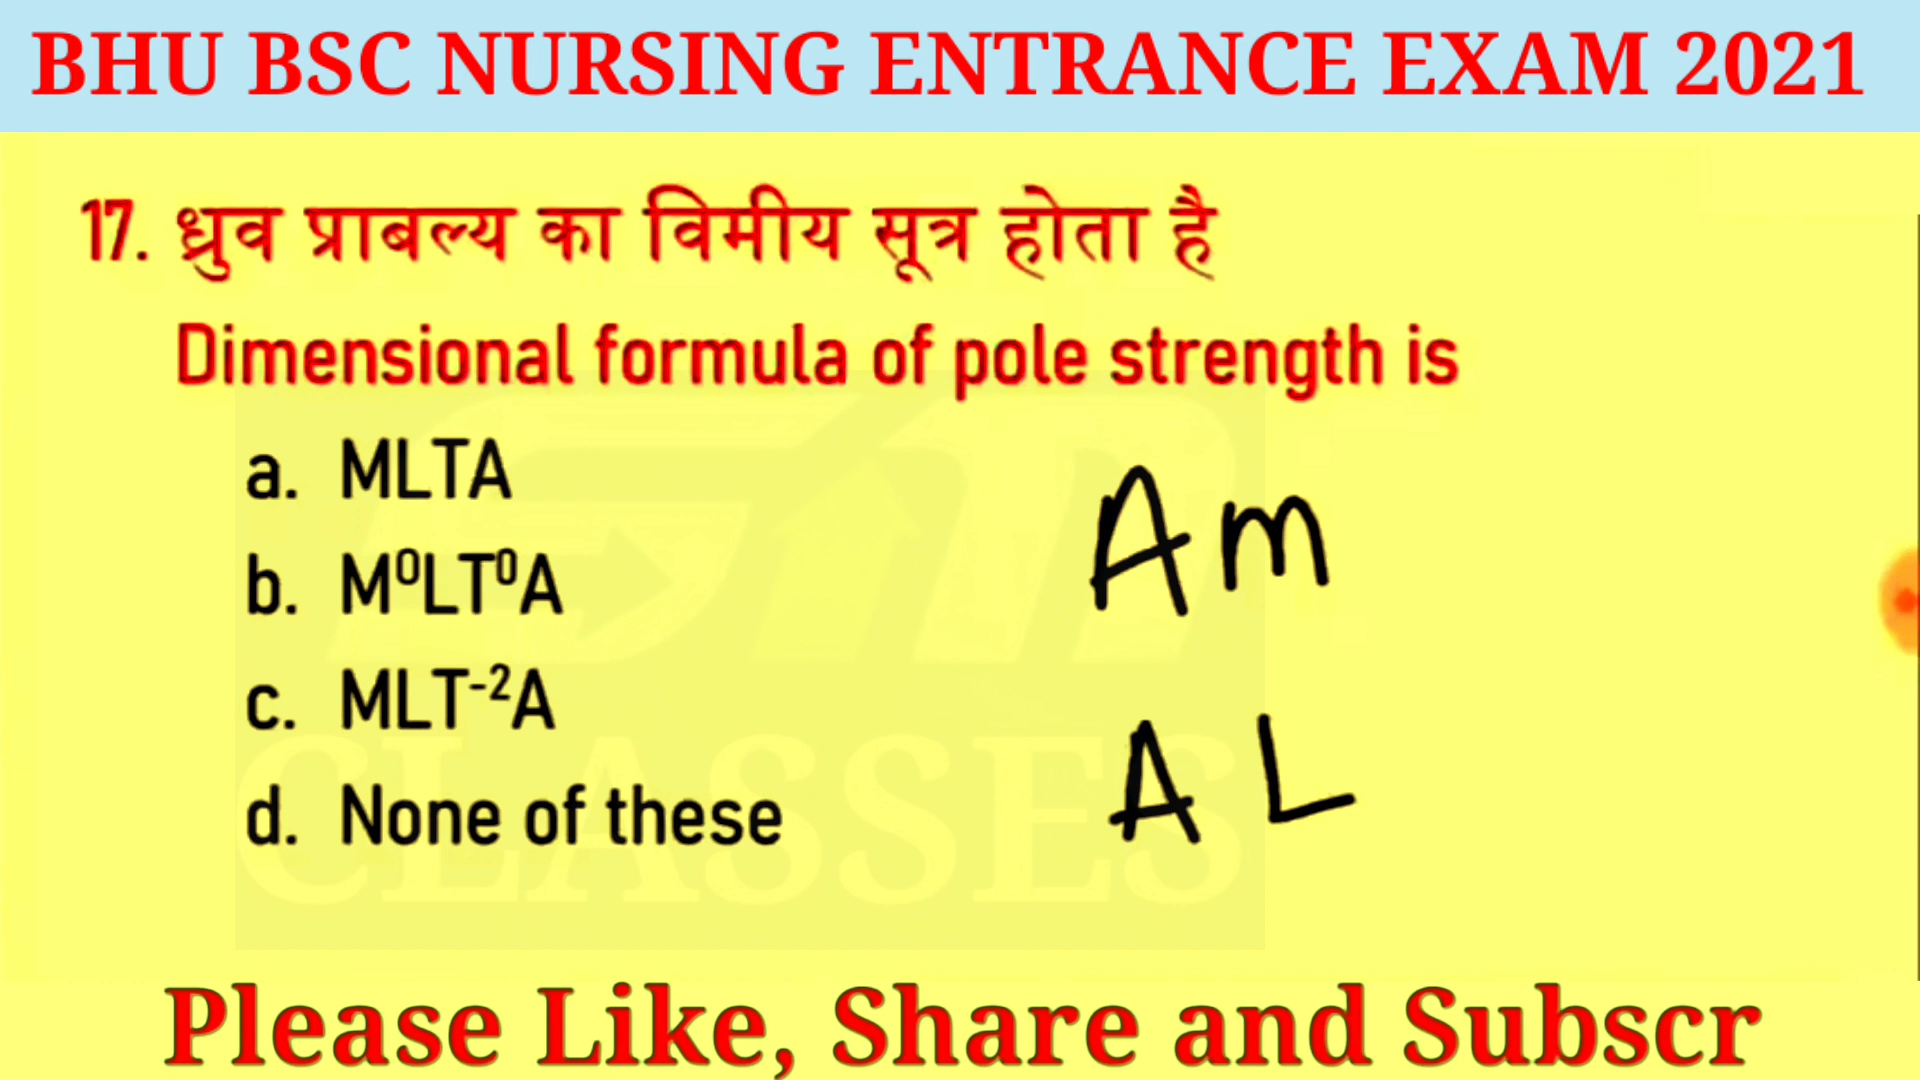 BHU BSC NURSING ENTRANCE EXAM 2021
17. ध्रुव प्राबल्य का विमीय सूत्र होता है
Dimensional formula of pole strength is
a. MLTA
b. M⁰LT⁰A
c. MLT⁻²A
d. None of these
Am
AL
CLASSES
Please Like, Share and Subscr